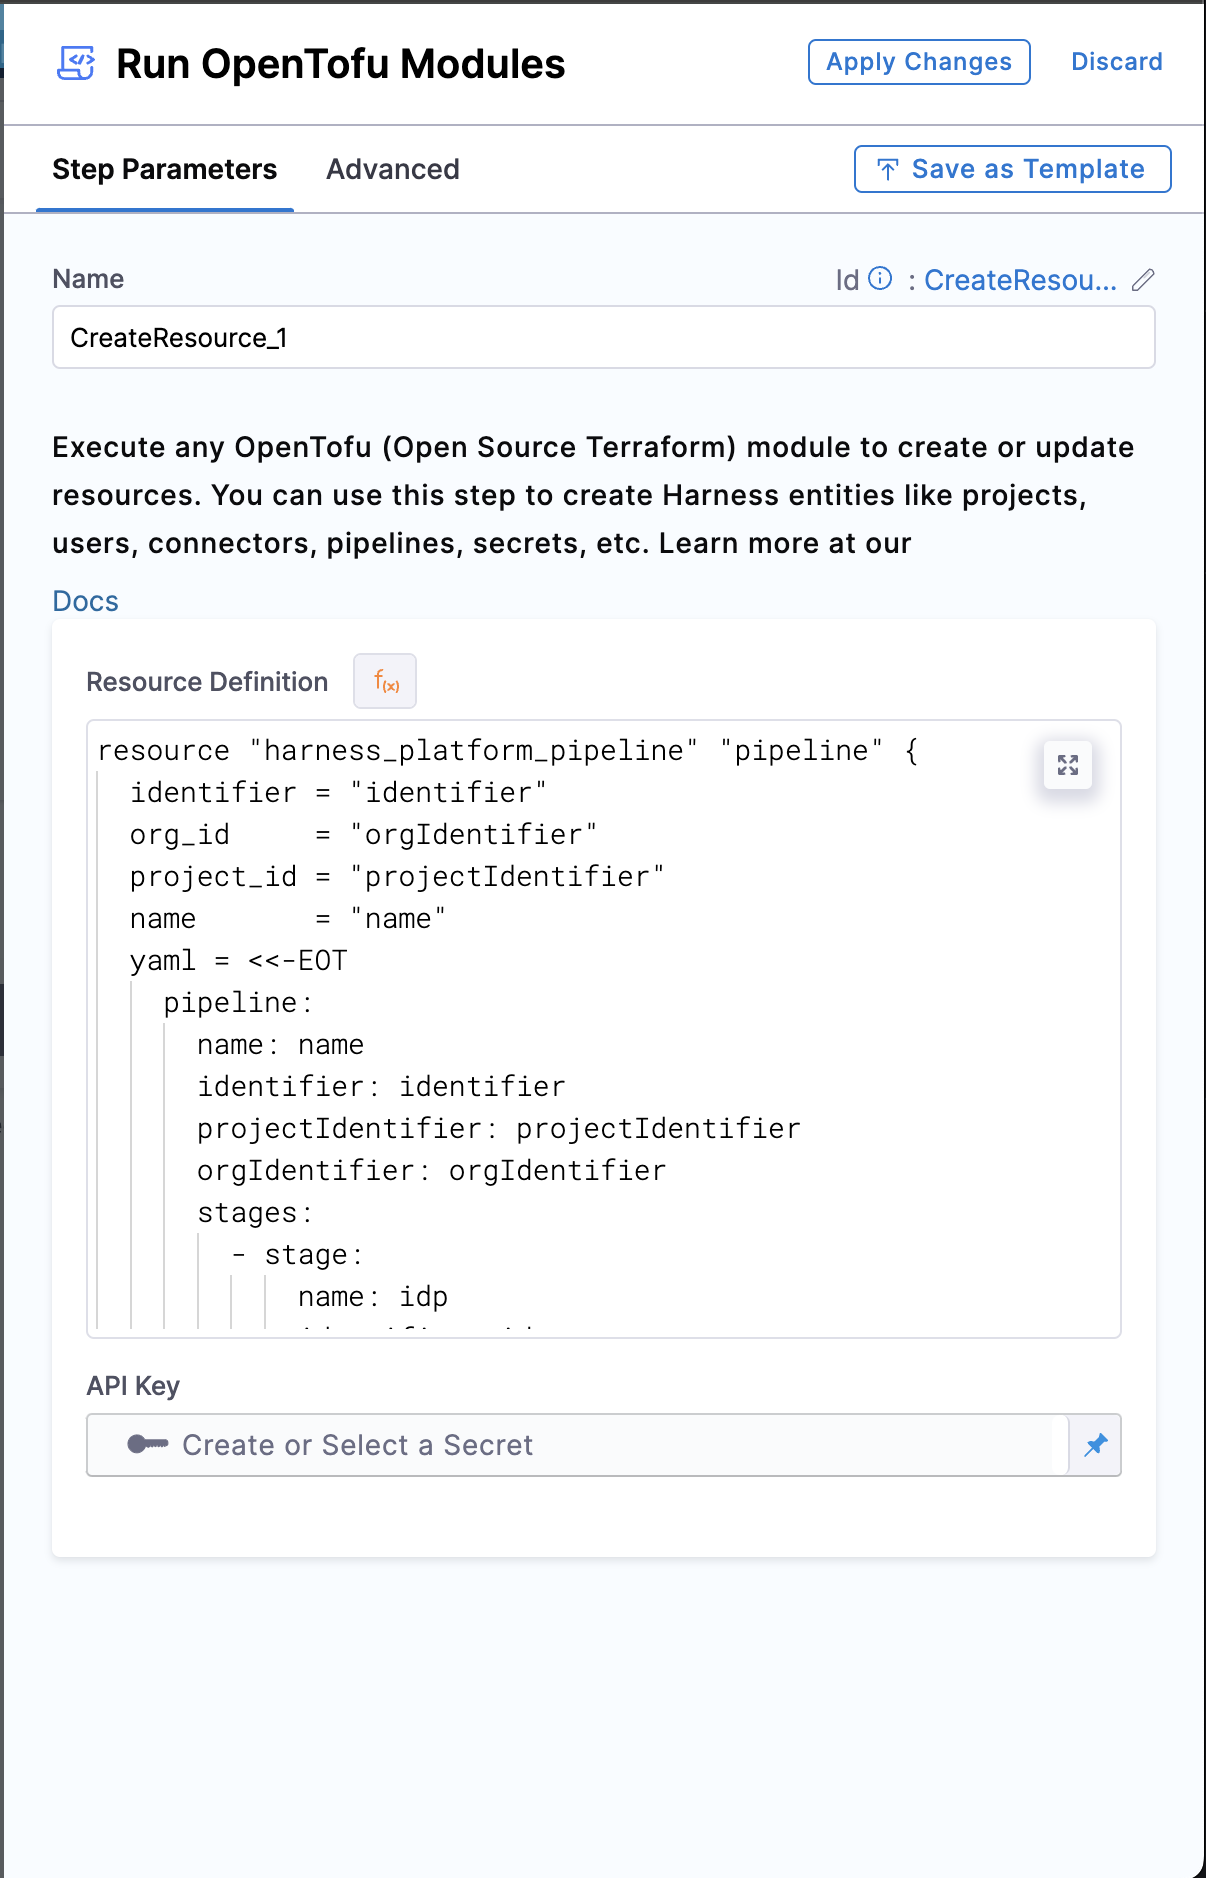 Run OpenTofu Modules
Apply Changes
Discard
Step Parameters
Advanced
Save as Template
Name
Id : CreateResou...
CreateResource_1
Execute any OpenTofu (Open Source Terraform) module to create or update
resources. You can use this step to create Harness entities like projects,
users, connectors, pipelines, secrets, etc. Learn more at our
Docs
Resource Definition
f(x)
resource "harness_platform_pipeline" "pipeline" {
  identifier = "identifier"
  org_id     = "orgIdentifier"
  project_id = "projectIdentifier"
  name       = "name"
  yaml = <<-EOT
    pipeline:
      name: name
      identifier: identifier
      projectIdentifier: projectIdentifier
      orgIdentifier: orgIdentifier
      stages:
        - stage:
            name: idp
API Key
Create or Select a Secret